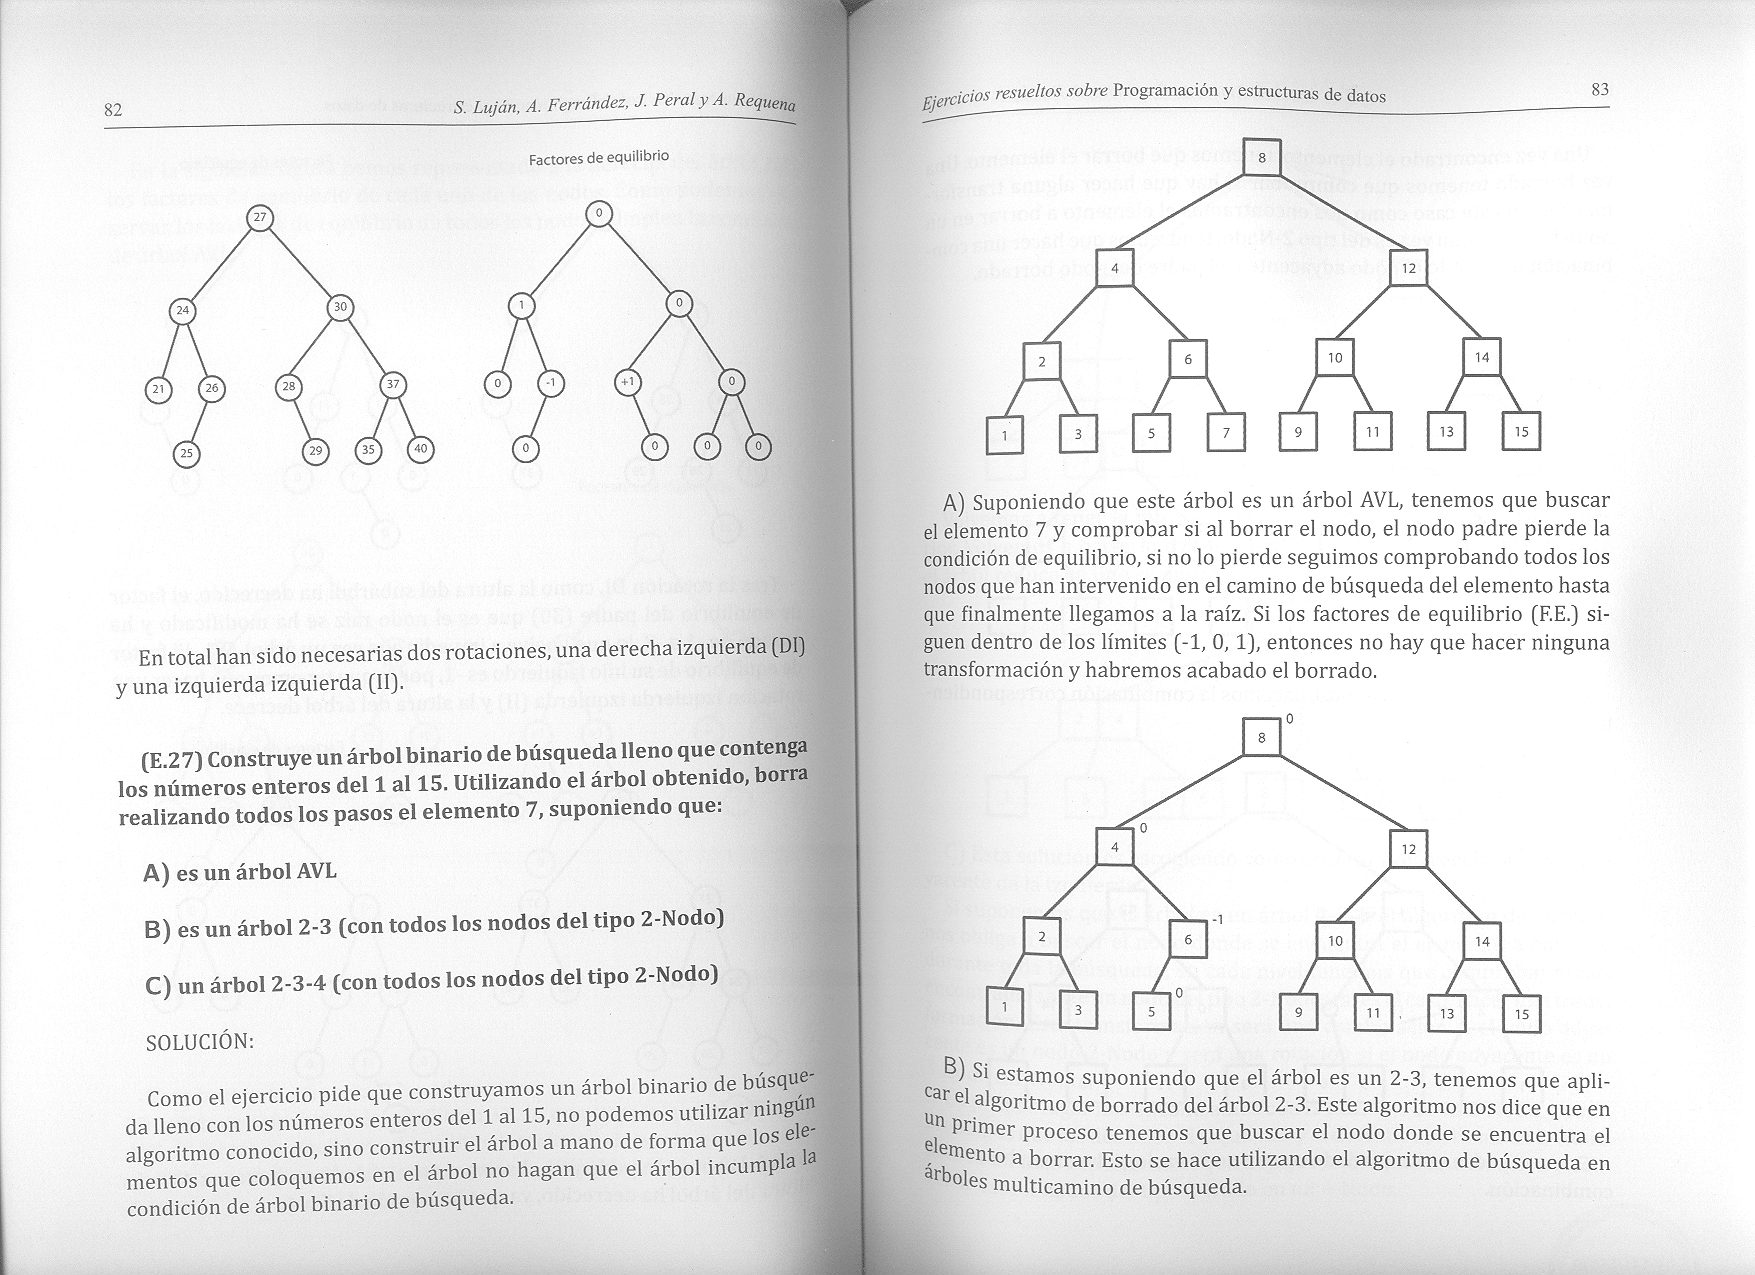 82
S. Luján, A. Ferrández, J. Peral y A. Requena
Factores de equilibrio
27
0
24
30
1
0
21
26
28
37
0
-1
+1
0
25
29
35
40
0
0
0
0
En total han sido necesarias dos rotaciones, una derecha izquierda (DI)
y una izquierda izquierda (II).
(E.27) Construye un árbol binario de búsqueda lleno que contenga
los números enteros del 1 al 15. Utilizando el árbol obtenido, borra
realizando todos los pasos el elemento 7, suponiendo que:
A) es un árbol AVL
B) es un árbol 2-3 (con todos los nodos del tipo 2-Nodo)
C) un árbol 2-3-4 (con todos los nodos del tipo 2-Nodo)
SOLUCIÓN:
Como el ejercicio pide que construyamos un árbol binario de búsque-
da lleno con los números enteros del 1 al 15, no podemos utilizar ningún
algoritmo conocido, sino construir el árbol a mano de forma que los ele-
mentos que coloquemos en el árbol no hagan que el árbol incumpla la
condición de árbol binario de búsqueda.
Ejercicios resueltos sobre Programación y estructuras de datos
83
8
4
12
2
6
10
14
1
3
5
7
9
11
13
15
A) Suponiendo que este árbol es un árbol AVL, tenemos que buscar
el elemento 7 y comprobar si al borrar el nodo, el nodo padre pierde la
condición de equilibrio, si no lo pierde seguimos comprobando todos los
nodos que han intervenido en el camino de búsqueda del elemento hasta
que finalmente llegamos a la raíz. Si los factores de equilibrio (F.E.) si-
guen dentro de los límites (-1, 0, 1), entonces no hay que hacer ninguna
transformación y habremos acabado el borrado.
8
0
4
0
12
2
6
-1
10
14
1
3
5
0
9
11
13
15
B) Si estamos suponiendo que el árbol es un 2-3, tenemos que apli-
car el algoritmo de borrado del árbol 2-3. Este algoritmo nos dice que en
un primer proceso tenemos que buscar el nodo donde se encuentra el
elemento a borrar. Esto se hace utilizando el algoritmo de búsqueda en
árboles multicamino de búsqueda.